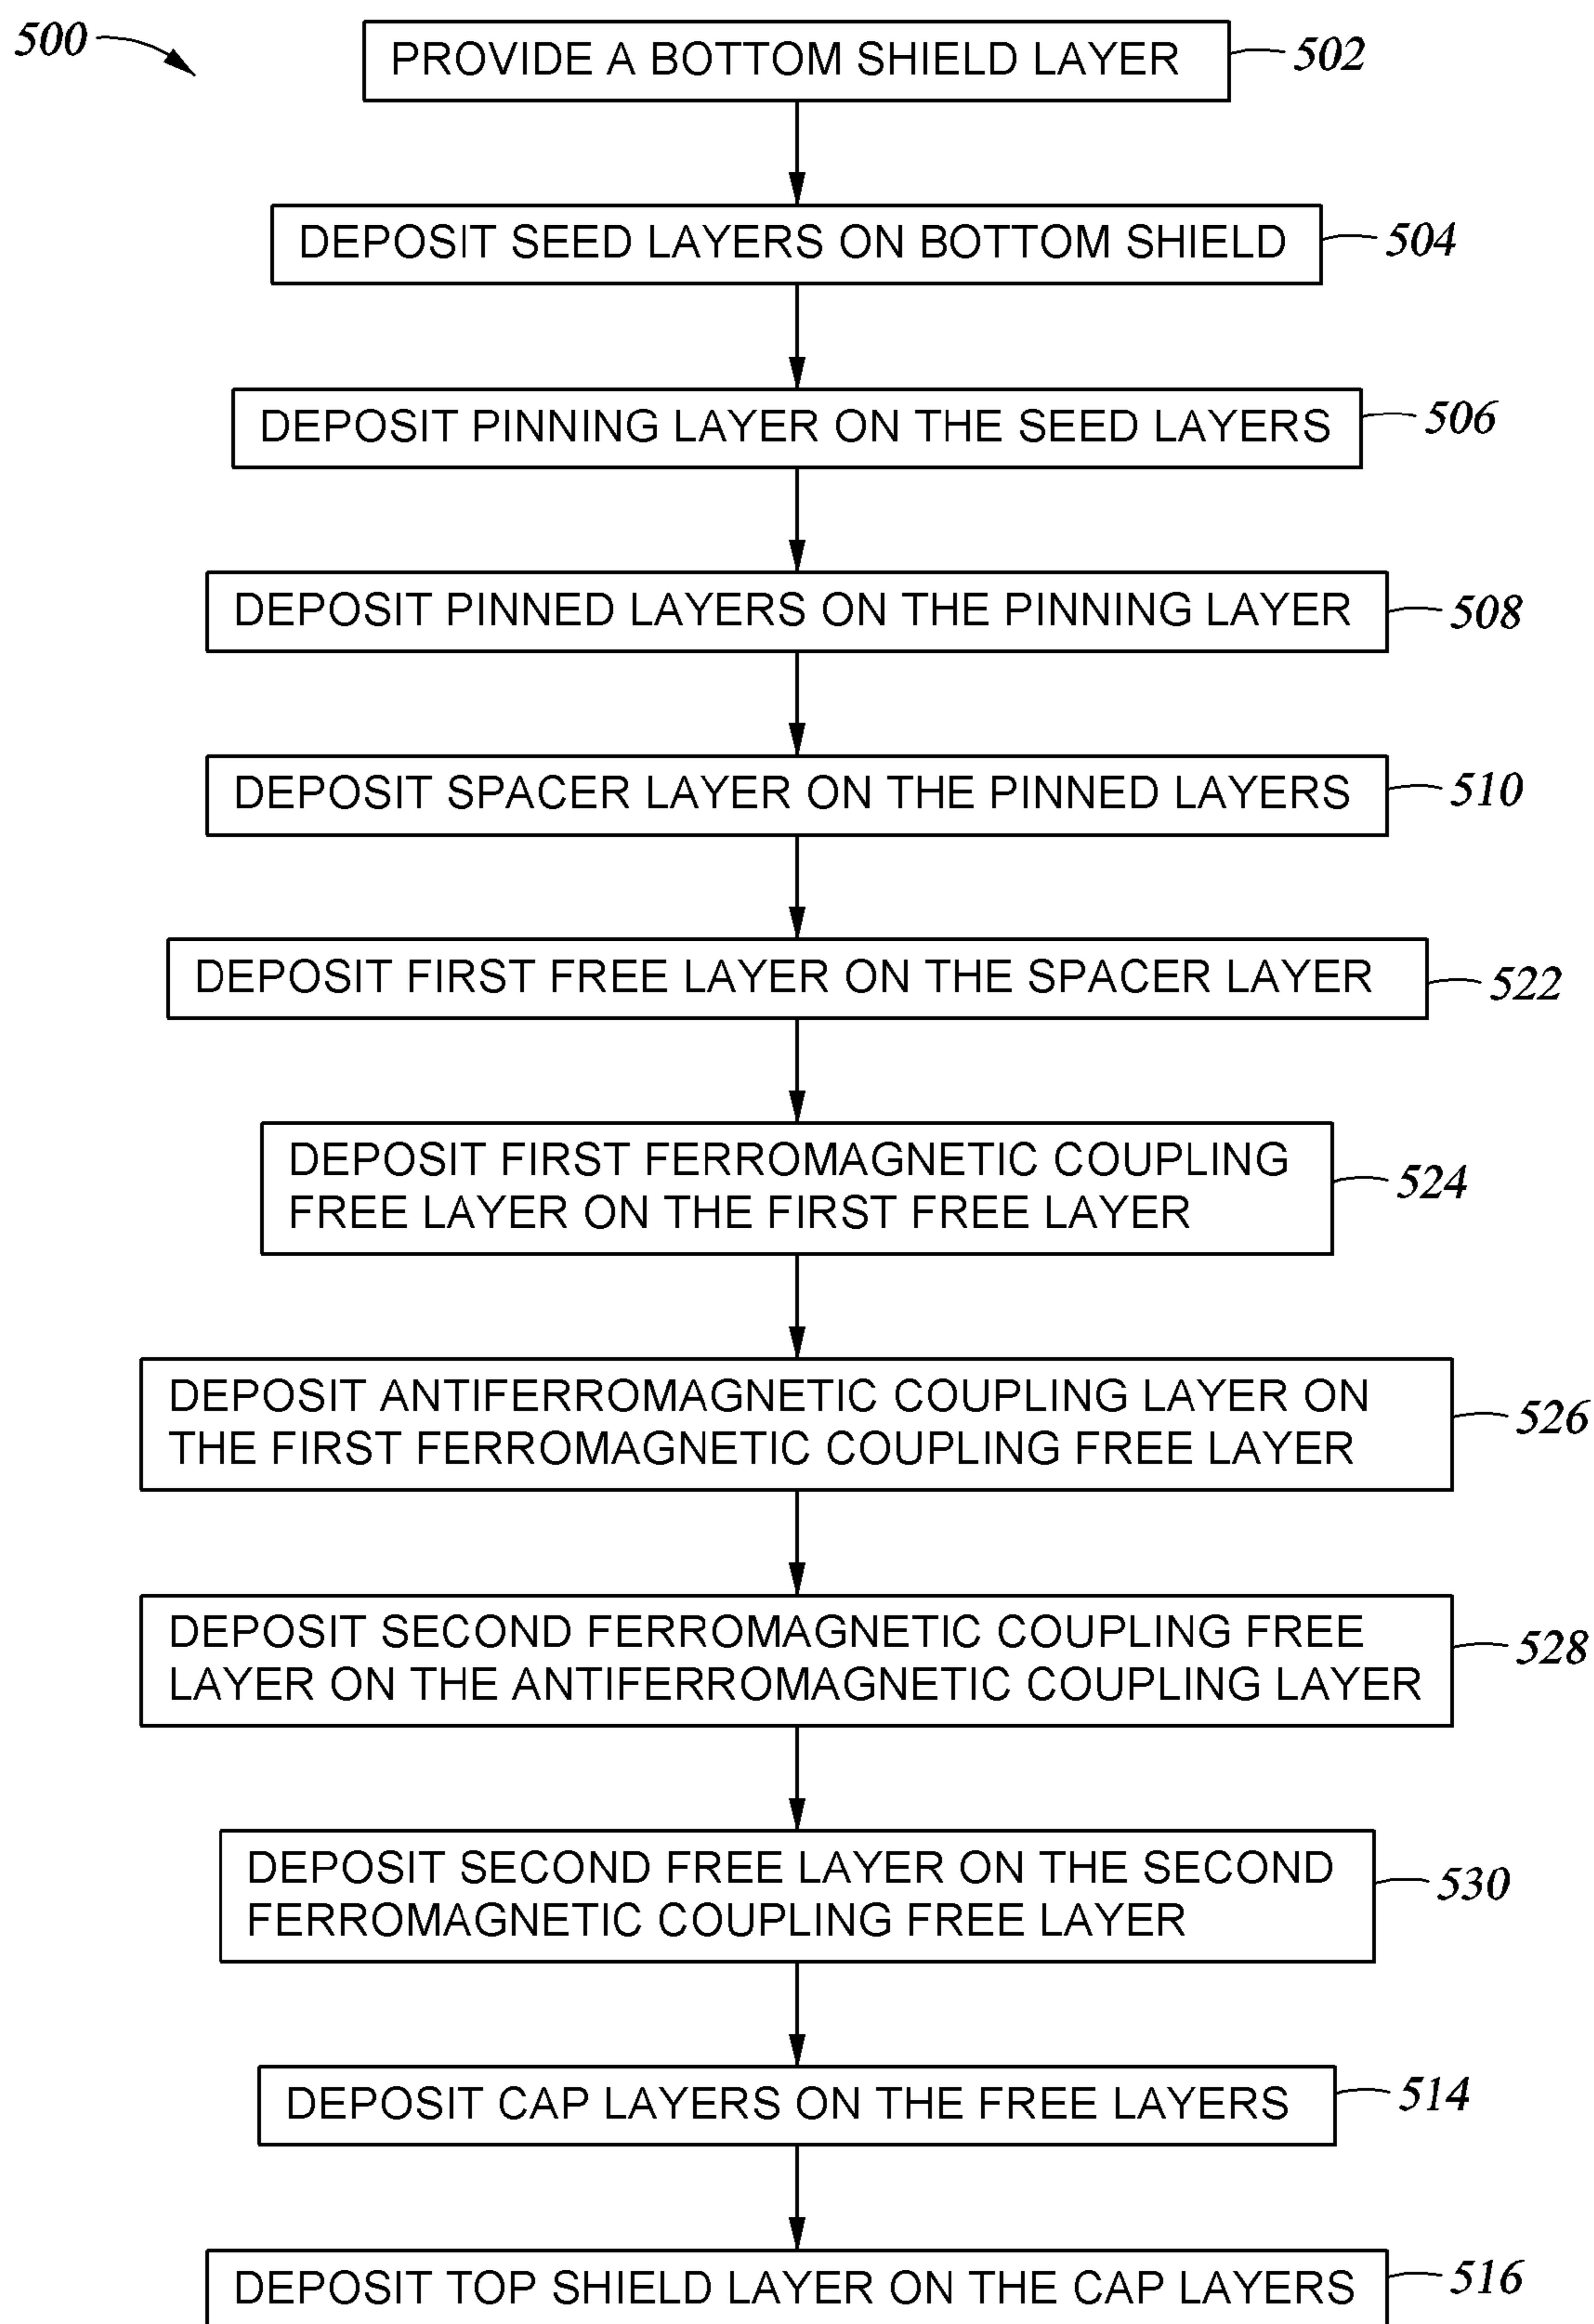 500
PROVIDE A BOTTOM SHIELD LAYER
502
DEPOSIT SEED LAYERS ON BOTTOM SHIELD
504
DEPOSIT PINNING LAYER ON THE SEED LAYERS
506
DEPOSIT PINNED LAYERS ON THE PINNING LAYER
508
DEPOSIT SPACER LAYER ON THE PINNED LAYERS
510
DEPOSIT FIRST FREE LAYER ON THE SPACER LAYER
522
DEPOSIT FIRST FERROMAGNETIC COUPLING
FREE LAYER ON THE FIRST FREE LAYER
524
DEPOSIT ANTIFERROMAGNETIC COUPLING LAYER ON
THE FIRST FERROMAGNETIC COUPLING FREE LAYER
526
DEPOSIT SECOND FERROMAGNETIC COUPLING FREE
LAYER ON THE ANTIFERROMAGNETIC COUPLING LAYER
528
DEPOSIT SECOND FREE LAYER ON THE SECOND
FERROMAGNETIC COUPLING FREE LAYER
530
DEPOSIT CAP LAYERS ON THE FREE LAYERS
514
DEPOSIT TOP SHIELD LAYER ON THE CAP LAYERS
516